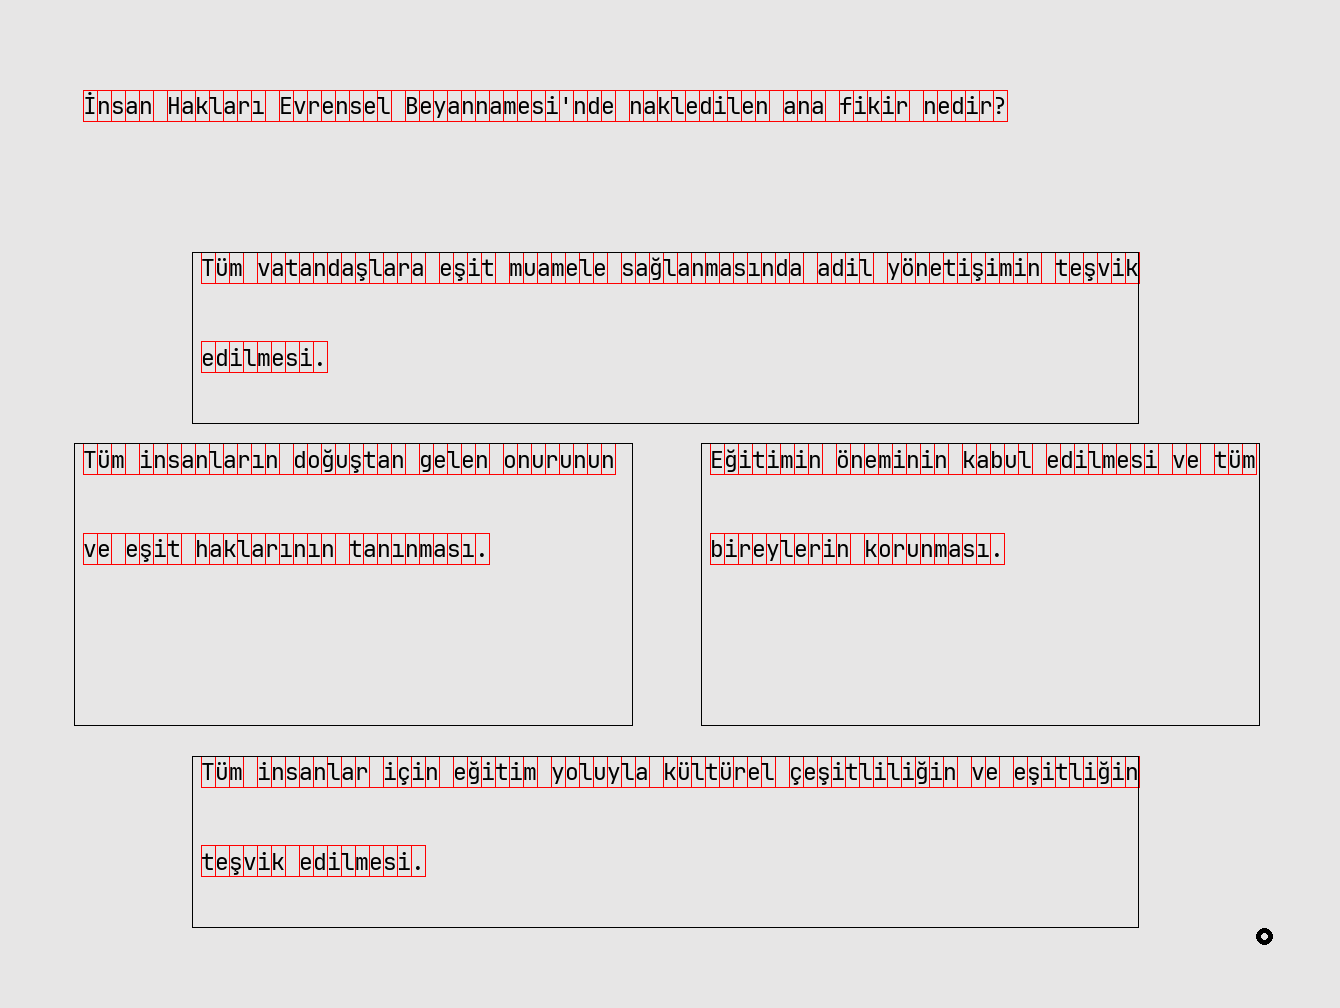 İnsan Hakları Evrensel Beyannamesi'nde nakledilen ana fikir nedir?
Tüm vatandaşlara eşit muamele sağlanmasında adil yönetişimin teşvik
edilmesi.
Tüm insanların doğuştan gelen onurunun
ve eşit haklarının tanınması.
Eğitimin öneminin kabul edilmesi ve tüm
bireylerin korunması.
Tüm insanlar için eğitim yoluyla kültürel çeşitliliğin ve eşitliğin
teşvik edilmesi.